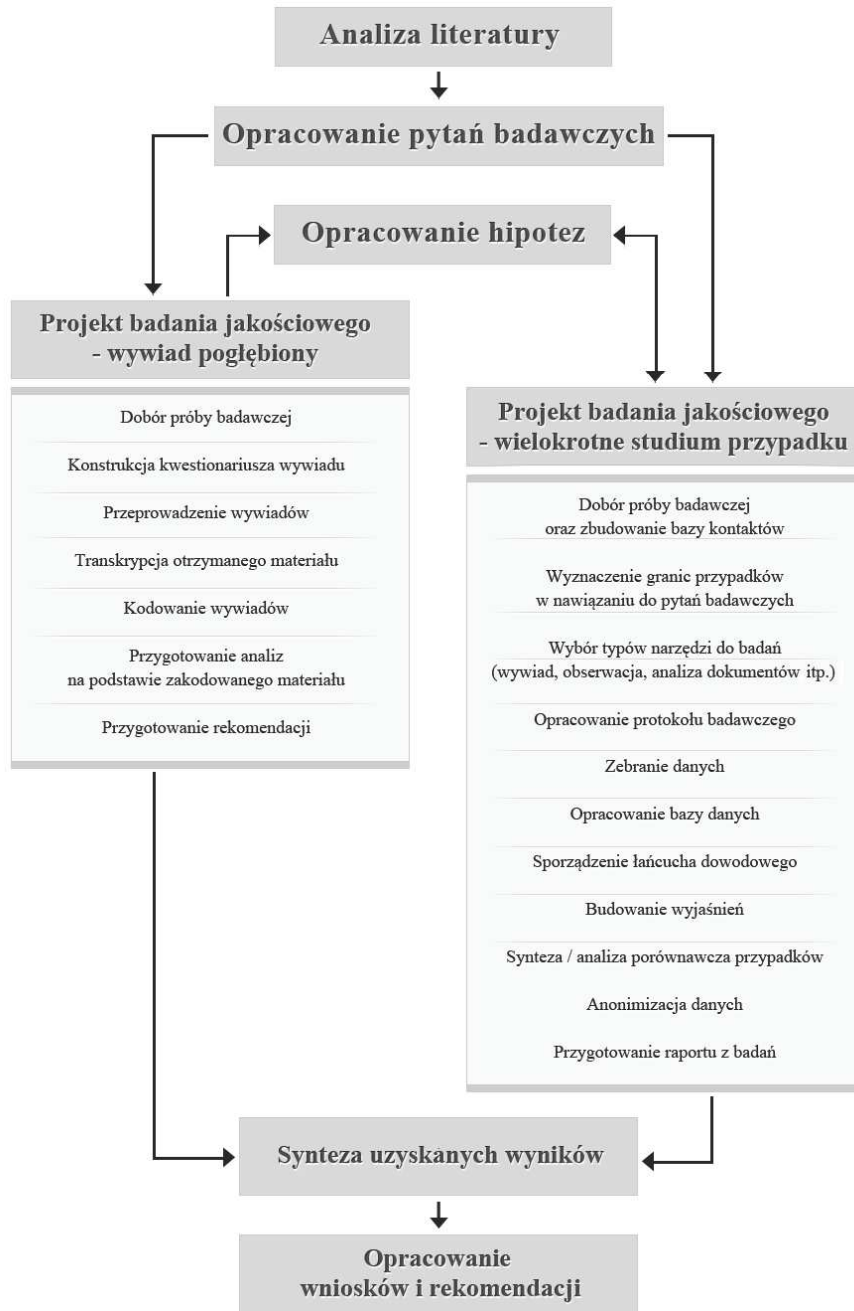 Analiza literatury
Opracowanie pytań badawczych
Opracowanie hipotez
Projekt badania jakościowego
- wywiad pogłębiony
Dobór próby badawczej
Konstrukcja kwestionariusza wywiadu
Przeprowadzenie wywiadów
Transkrypcja otrzymanego materiału
Kodowanie wywiadów
Przygotowanie analiz
na podstawie zakodowanego materiału
Przygotowanie rekomendacji
Projekt badania jakościowego
- wielokrotne studium przypadku
Dobór próby badawczej
oraz zbudowanie bazy kontaktów
Wyznaczenie granic przypadków
w nawiązaniu do pytań badawczych
Wybór typów narzędzi do badań
(wywiad, obserwacja, analiza dokumentów itp.)
Opracowanie protokołu badawczego
Zebranie danych
Opracowanie bazy danych
Sporządzenie łańcucha dowodowego
Budowanie wyjaśnień
Synteza / analiza porównawcza przypadków
Anonimizacja danych
Przygotowanie raportu z badań
Synteza uzyskanych wyników
Opracowanie
wniosków i rekomendacji